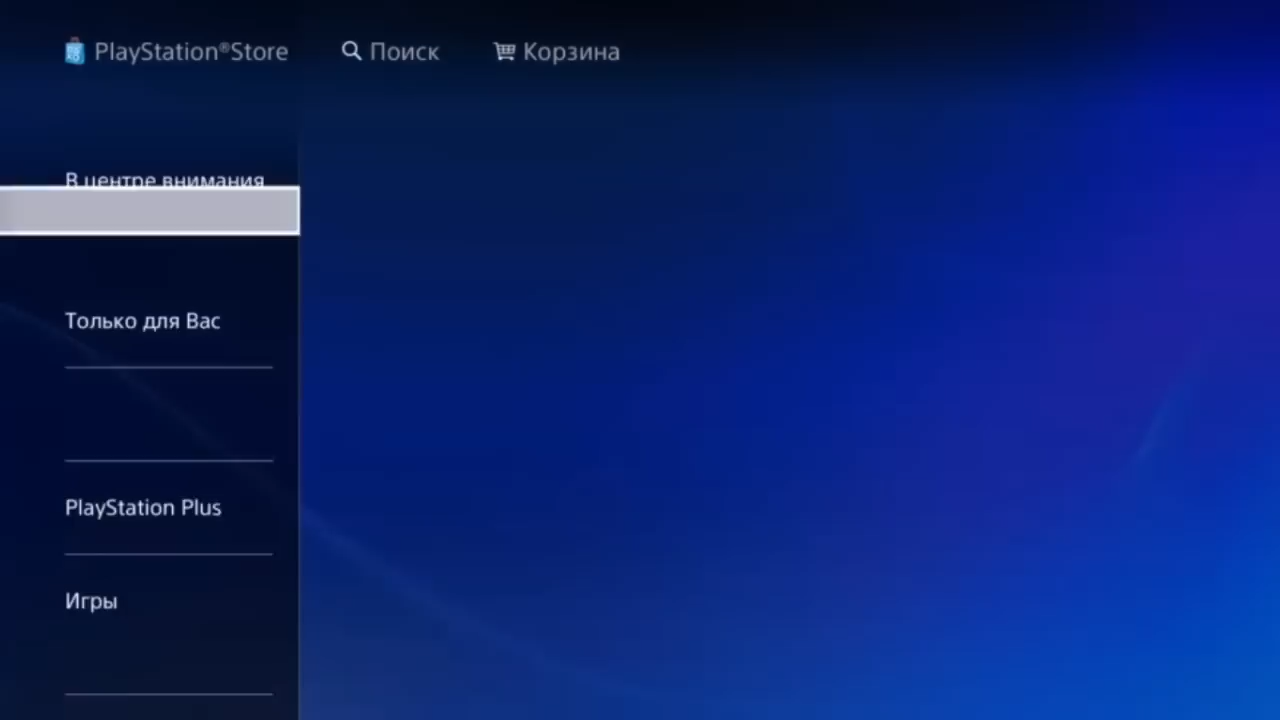 PlayStation®Store Поиск Корзина
В центре внимания
Только для Вас
PlayStation Plus
Игры